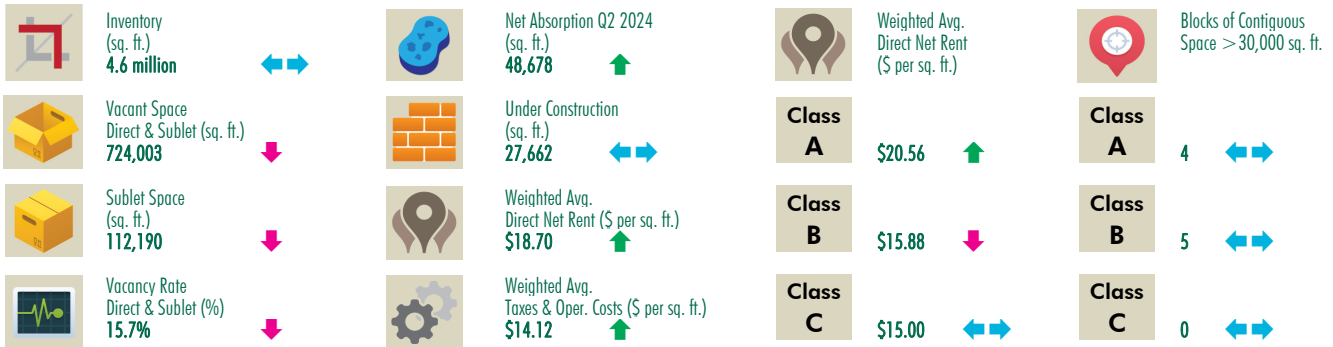 Inventory
(sq. ft.)
4.6 million
Vacant Space
Direct & Sublet (sq. ft.)
724,003
Sublet Space
(sq. ft.)
112,190
Vacancy Rate
Direct & Sublet (%)
15.7%
Net Absorption Q2 2024
(sq. ft.)
48,678
Under Construction
(sq. ft.)
27,662
Weighted Avg.
Direct Net Rent ($ per sq. ft.)
$18.70
Weighted Avg.
Taxes & Oper. Costs ($ per sq. ft.)
$14.12
Weighted Avg.
Direct Net Rent
($ per sq. ft.)
Class
A
$20.56
Class
B
$15.88
Class
C
$15.00
Blocks of Contiguous
Space >30,000 sq. ft.
Class
A
4
Class
B
5
Class
C
0